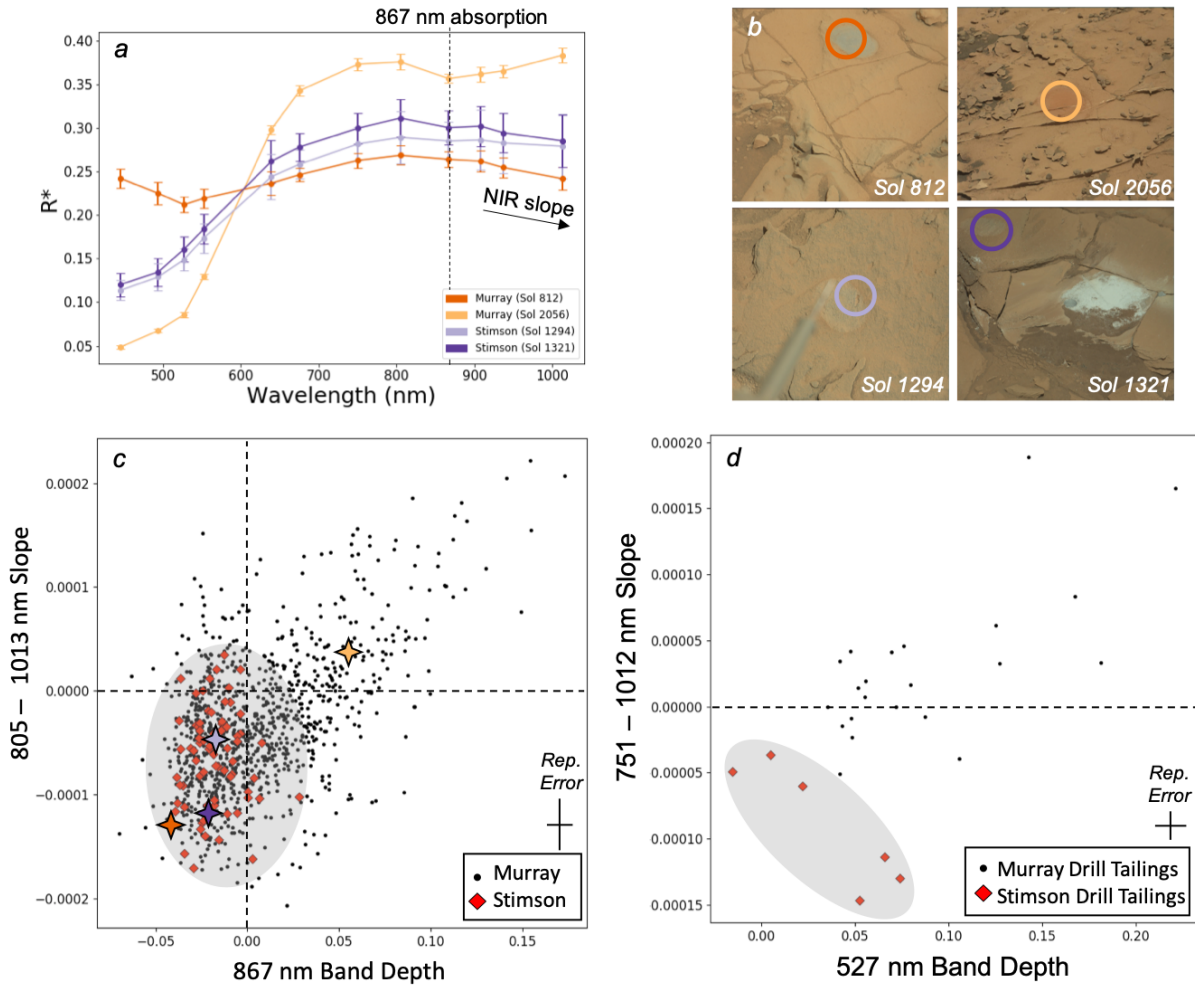 867 nm absorption
a
0.40
0.35
0.30
0.25
0.20
0.15
0.10
0.05
R*
NIR slope
Murray (Sol 812)
Murray (Sol 2056)
Stimson (Sol 1294)
Stimson (Sol 1321)
500 600 700 800 900 1000
Wavelength (nm)
b
Sol 812
Sol 2056
Sol 1294
Sol 1321
c
0.0002
0.0001
0.0000
−0.0001
−0.0002
805 – 1013 nm Slope
Rep.
Error
Murray
Stimson
−0.05 0.00 0.05 0.10 0.15
867 nm Band Depth
d
0.00020
0.00015
0.00010
0.00005
0.00000
0.00005
0.00010
0.00015
751 – 1012 nm Slope
Rep.
Error
Murray Drill Tailings
Stimson Drill Tailings
0.00 0.05 0.10 0.15 0.20
527 nm Band Depth